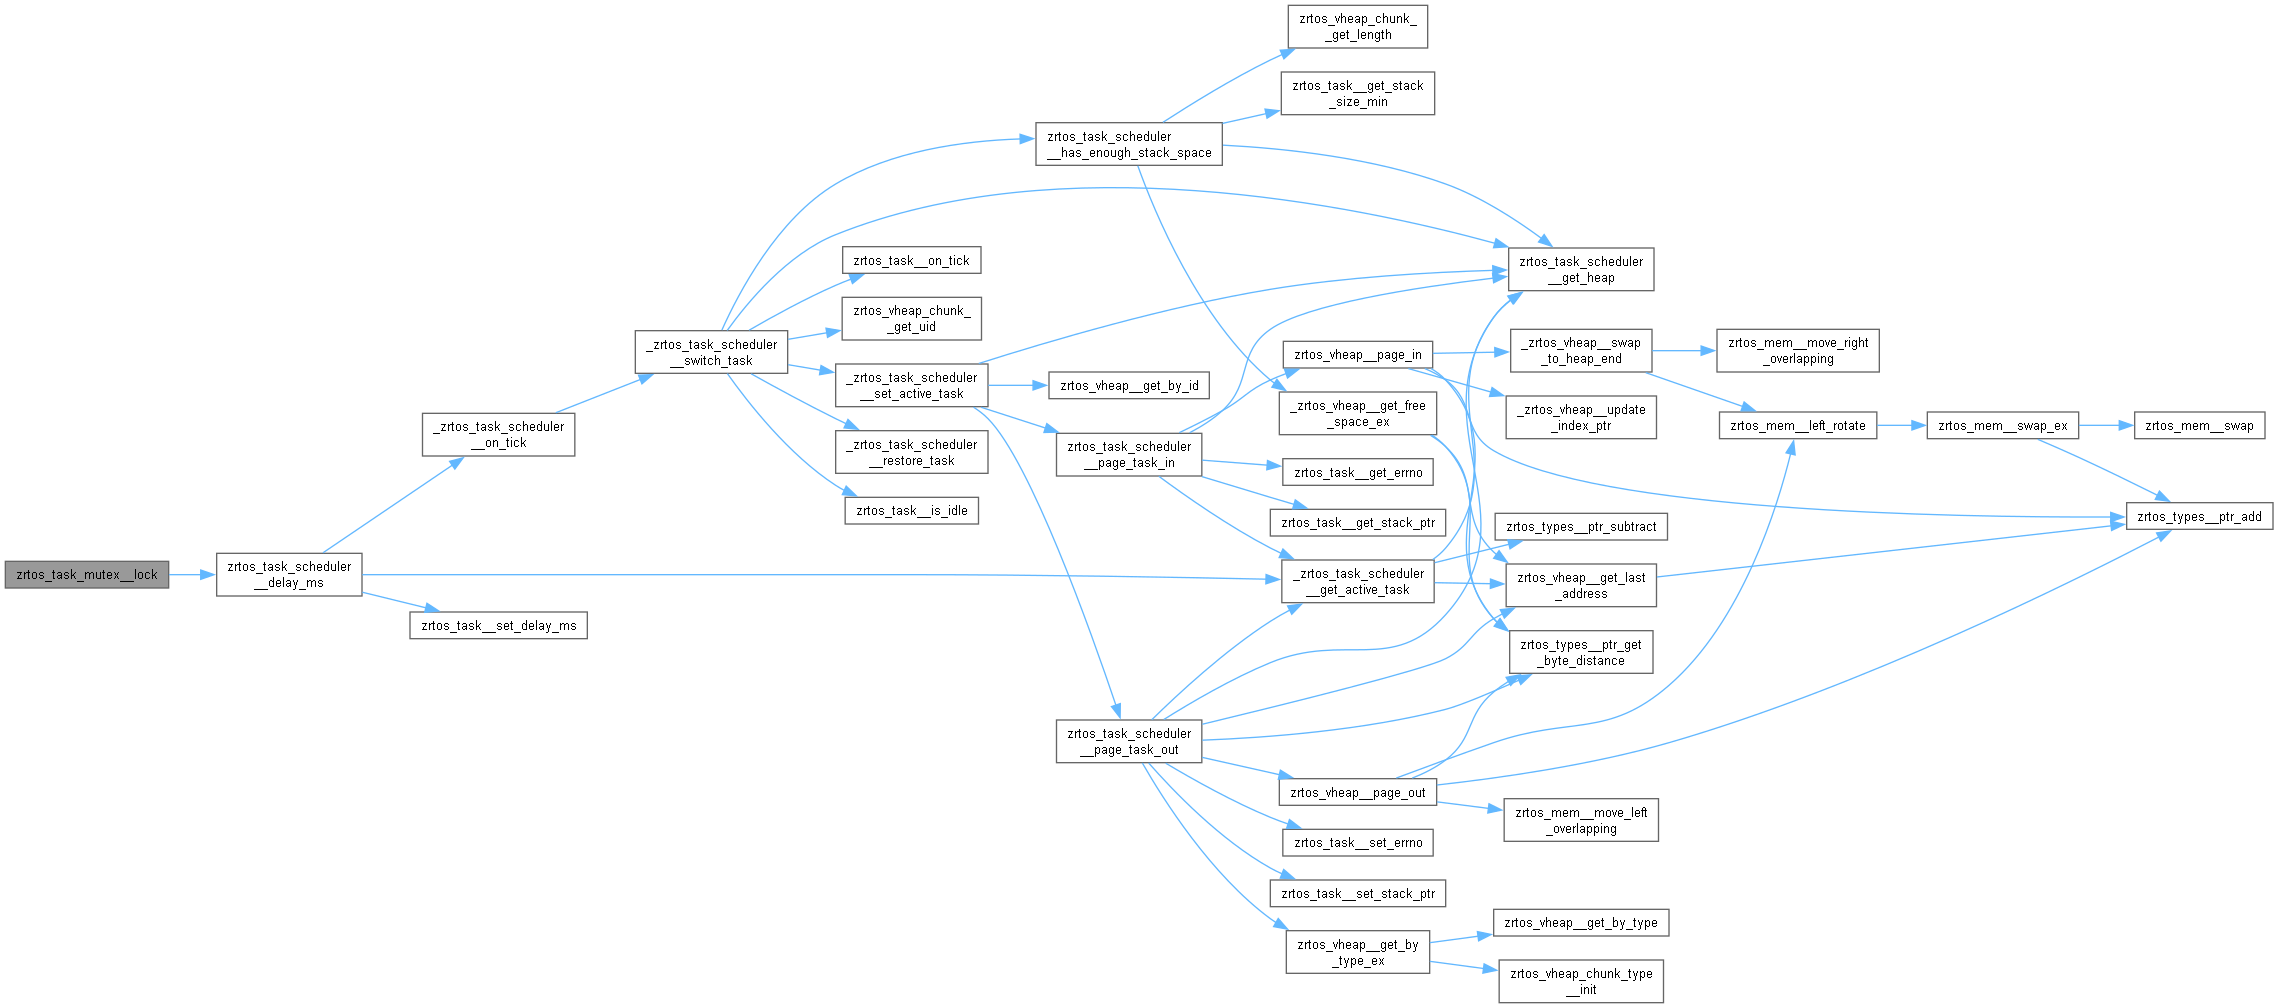 zrtos_vheap_chunk_
_get_length
zrtos_task__get_stack
_size_min
zrtos_task_scheduler
__has_enough_stack_space
zrtos_task__on_tick
zrtos_task_scheduler
__get_heap
zrtos_vheap_chunk_
_get_uid
_zrtos_task_scheduler
__switch_task
zrtos_vheap__page_in
_zrtos_vheap__swap
_to_heap_end
zrtos_mem__move_right
_overlapping
_zrtos_task_scheduler
__set_active_task
zrtos_vheap__get_by_id
_zrtos_vheap__get_free
_space_ex
_zrtos_vheap__update
_index_ptr
_zrtos_task_scheduler
__on_tick
_zrtos_task_scheduler
__restore_task
zrtos_task_scheduler
__page_task_in
zrtos_mem__left_rotate
zrtos_mem__swap_ex
zrtos_mem__swap
zrtos_task__get_errno
zrtos_task__is_idle
zrtos_task__get_stack_ptr
zrtos_types__ptr_subtract
zrtos_types__ptr_add
zrtos_task_mutex__lock
zrtos_task_scheduler
__delay_ms
_zrtos_task_scheduler
__get_active_task
zrtos_vheap__get_last
_address
zrtos_task__set_delay_ms
zrtos_types__ptr_get
_byte_distance
zrtos_task_scheduler
__page_task_out
zrtos_vheap__page_out
zrtos_mem__move_left
_overlapping
zrtos_task__set_errno
zrtos_task__set_stack_ptr
zrtos_vheap__get_by
_type_ex
zrtos_vheap__get_by_type
zrtos_vheap_chunk_type
__init